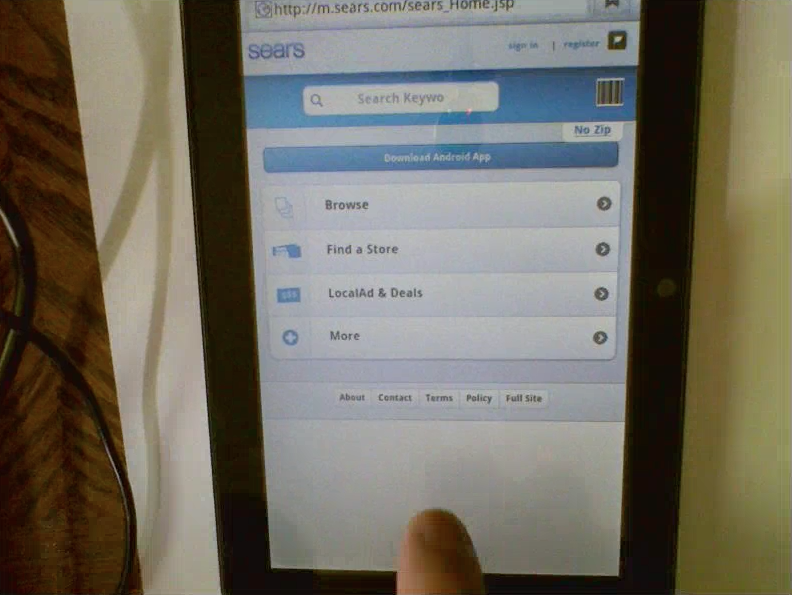 http://m.sears.com/sears_Home.jsp
sears
sign in | register
Search Keywo
No Zip
Download Android App
Browse
Find a Store
LocalAd & Deals
More
About Contact Terms Policy Full Site